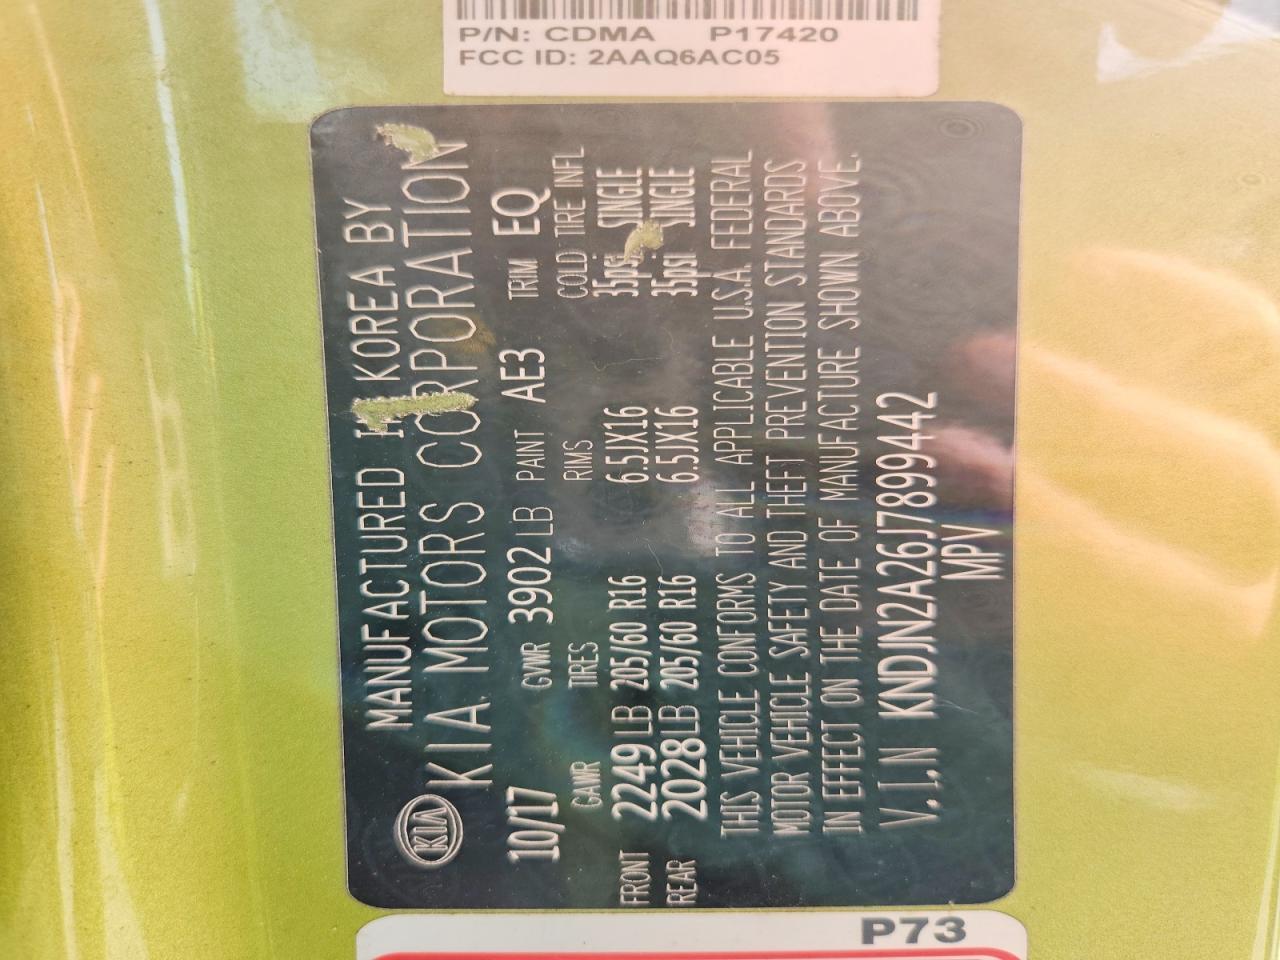 P/N: CDMA P17420
FCC ID: 2AAQ6AC05
MANUFACTURED IN KOREA BY
KIA KIA MOTORS CORPORATION
10/17 GVWR 3902 LB PAINT AE3 TRIM EQ
GAWR TIRES RIMS COLD TIRE INFL
FRONT 2249 LB 205/60 R16 6.5JX16 35psi SINGLE
REAR 2028 LB 205/60 R16 6.5JX16 35psi SINGLE
THIS VEHICLE CONFORMS TO ALL APPLICABLE U.S.A. FEDERAL
MOTOR VEHICLE SAFETY AND THEFT PREVENTION STANDARDS
IN EFFECT ON THE DATE OF MANUFACTURE SHOWN ABOVE.
V.I.N KNDJN2A26J7899442
MPV
P73